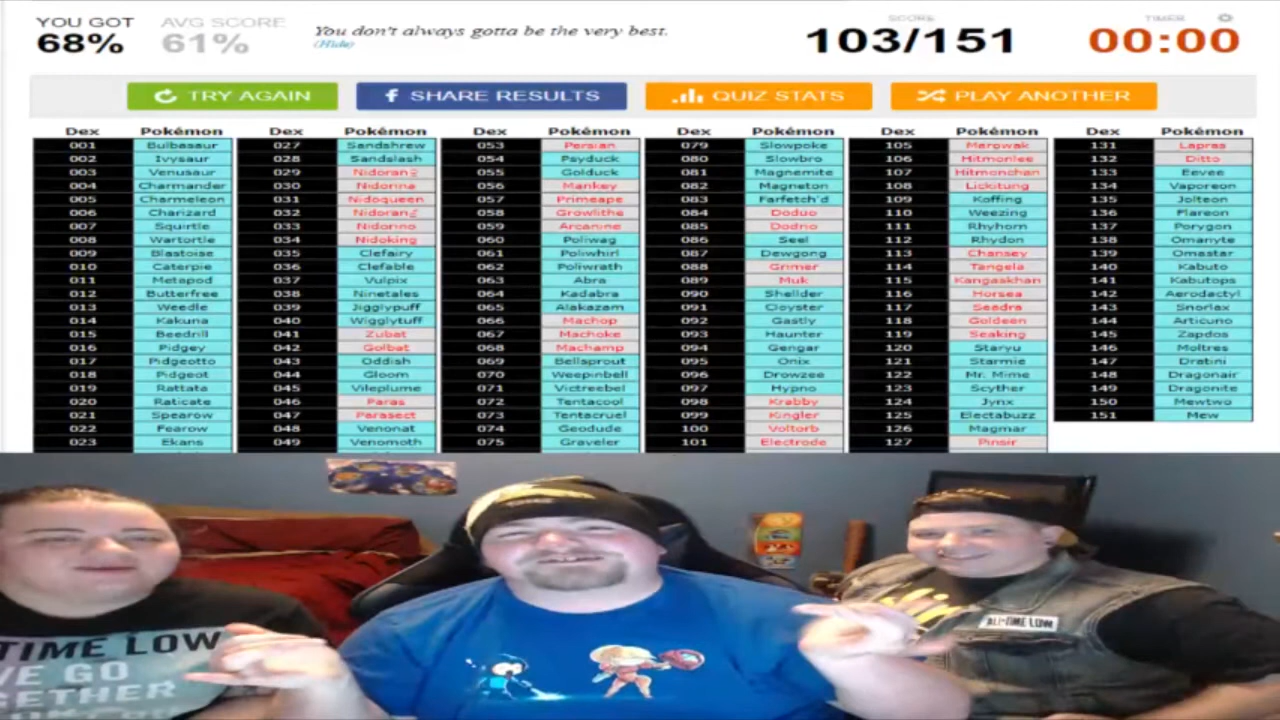 YOU GOT AVG SCORE You don't always gotta be the very best. SCORE TIMER
68% 61% (Hide) 103/151 00:00
TRY AGAIN SHARE RESULTS QUIZ STATS PLAY ANOTHER
Dex Pokémon Dex Pokémon Dex Pokémon Dex Pokémon Dex Pokémon Dex Pokémon
001 Bulbasaur 027 Sandshrew 053 Persian 079 Slowpoke 105 Marowak 131 Lapras
002 Ivysaur 028 Sandslash 054 Psyduck 080 Slowbro 106 Hitmonlee 132 Ditto
003 Venusaur 029 Nidoran♀ 055 Golduck 081 Magnemite 107 Hitmonchan 133 Eevee
004 Charmander 030 Nidorina 056 Mankey 082 Magneton 108 Lickitung 134 Vaporeon
005 Charmeleon 031 Nidoqueen 057 Primeape 083 Farfetch'd 109 Koffing 135 Jolteon
006 Charizard 032 Nidoran♂ 058 Growlithe 084 Doduo 110 Weezing 136 Flareon
007 Squirtle 033 Nidorino 059 Arcanine 085 Dodrio 111 Rhyhorn 137 Porygon
008 Wartortle 034 Nidoking 060 Poliwag 086 Seel 112 Rhydon 138 Omanyte
009 Blastoise 035 Clefairy 061 Poliwhirl 087 Dewgong 113 Chansey 139 Omastar
010 Caterpie 036 Clefable 062 Poliwrath 088 Grimer 114 Tangela 140 Kabuto
011 Metapod 037 Vulpix 063 Abra 089 Muk 115 Kangaskhan 141 Kabutops
012 Butterfree 038 Ninetales 064 Kadabra 090 Shellder 116 Horsea 142 Aerodactyl
013 Weedle 039 Jigglypuff 065 Alakazam 091 Cloyster 117 Seadra 143 Snorlax
014 Kakuna 040 Wigglytuff 066 Machop 092 Gastly 118 Goldeen 144 Articuno
015 Beedrill 041 Zubat 067 Machoke 093 Haunter 119 Seaking 145 Zapdos
016 Pidgey 042 Golbat 068 Machamp 094 Gengar 120 Staryu 146 Moltres
017 Pidgeotto 043 Oddish 069 Bellsprout 095 Onix 121 Starmie 147 Dratini
018 Pidgeot 044 Gloom 070 Weepinbell 096 Drowzee 122 Mr. Mime 148 Dragonair
019 Rattata 045 Vileplume 071 Victreebel 097 Hypno 123 Scyther 149 Dragonite
020 Raticate 046 Paras 072 Tentacool 098 Krabby 124 Jynx 150 Mewtwo
021 Spearow 047 Parasect 073 Tentacruel 099 Kingler 125 Electabuzz 151 Mew
022 Fearow 048 Venonat 074 Geodude 100 Voltorb 126 Magmar
023 Ekans 049 Venomoth 075 Graveler 101 Electrode 127 Pinsir
ALL TIME LOW
TIME LOW
VE GO
GETHER